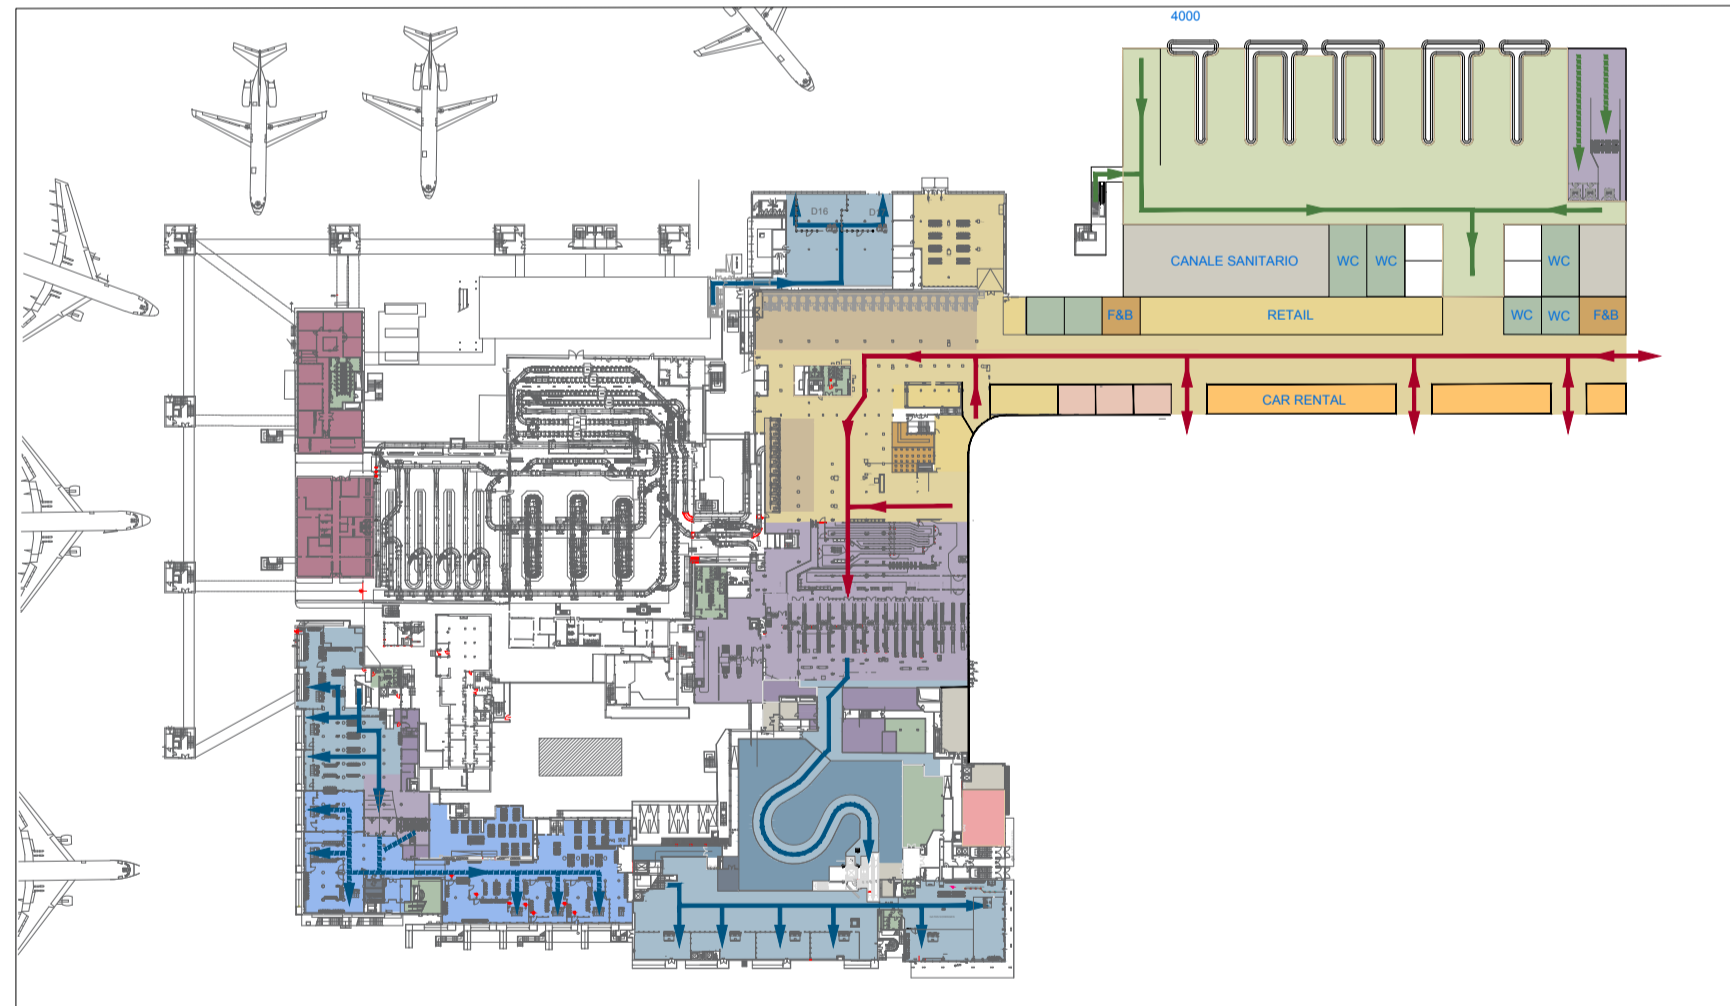 4000
D16
CANALE SANITARIO
WC
WC
WC
F&B
RETAIL
WC
WC
F&B
CAR RENTAL